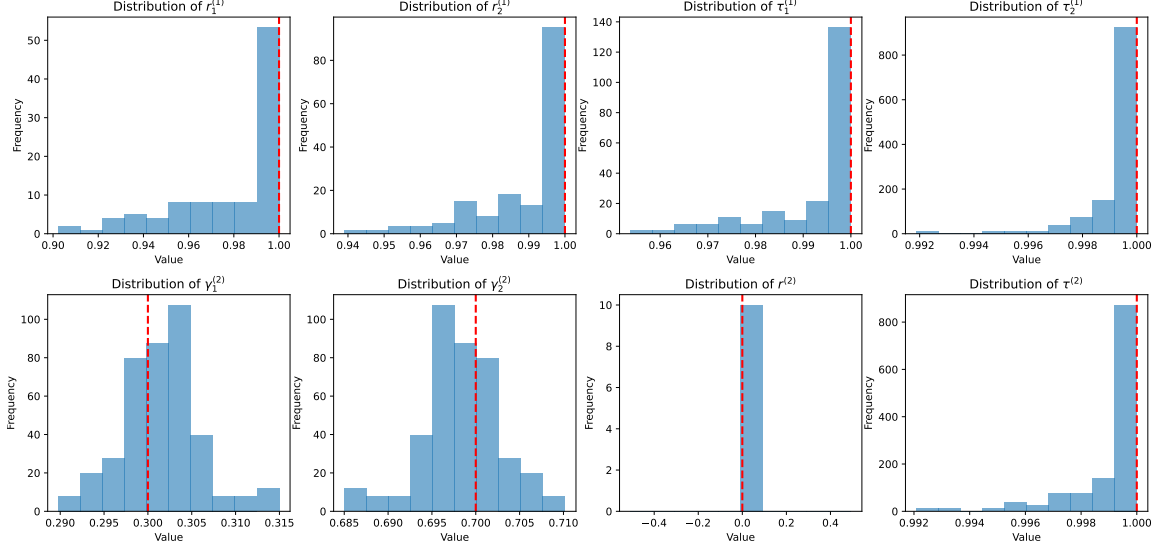 Distribution of r₁⁽¹⁾
Frequency
50
40
30
20
10
0
0.90 0.92 0.94 0.96 0.98 1.00
Value
Distribution of r₂⁽¹⁾
Frequency
80
60
40
20
0
0.94 0.95 0.96 0.97 0.98 0.99 1.00
Value
Distribution of τ₁⁽¹⁾
Frequency
140
120
100
80
60
40
20
0
0.96 0.97 0.98 0.99 1.00
Value
Distribution of τ₂⁽¹⁾
Frequency
800
600
400
200
0
0.992 0.994 0.996 0.998 1.000
Value
Distribution of γ₁⁽²⁾
Frequency
100
80
60
40
20
0
0.290 0.295 0.300 0.305 0.310 0.315
Value
Distribution of γ₂⁽²⁾
Frequency
100
80
60
40
20
0
0.685 0.690 0.695 0.700 0.705 0.710
Value
Distribution of r⁽²⁾
Frequency
10
8
6
4
2
0
−0.4 −0.2 0.0 0.2 0.4
Value
Distribution of τ⁽²⁾
Frequency
800
600
400
200
0
0.992 0.994 0.996 0.998 1.000
Value